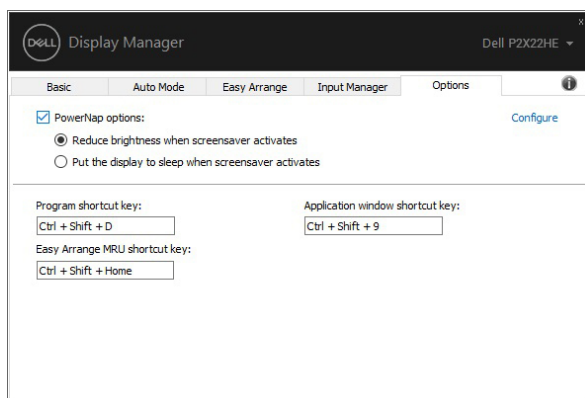 x
DELL Display Manager
Dell P2X22HE
Basic Auto Mode Easy Arrange Input Manager Options
PowerNap options:
Configure
Reduce brightness when screensaver activates
Put the display to sleep when screensaver activates
Program shortcut key:
Application window shortcut key:
Ctrl + Shift + D
Ctrl + Shift + 9
Easy Arrange MRU shortcut key:
Ctrl + Shift + Home